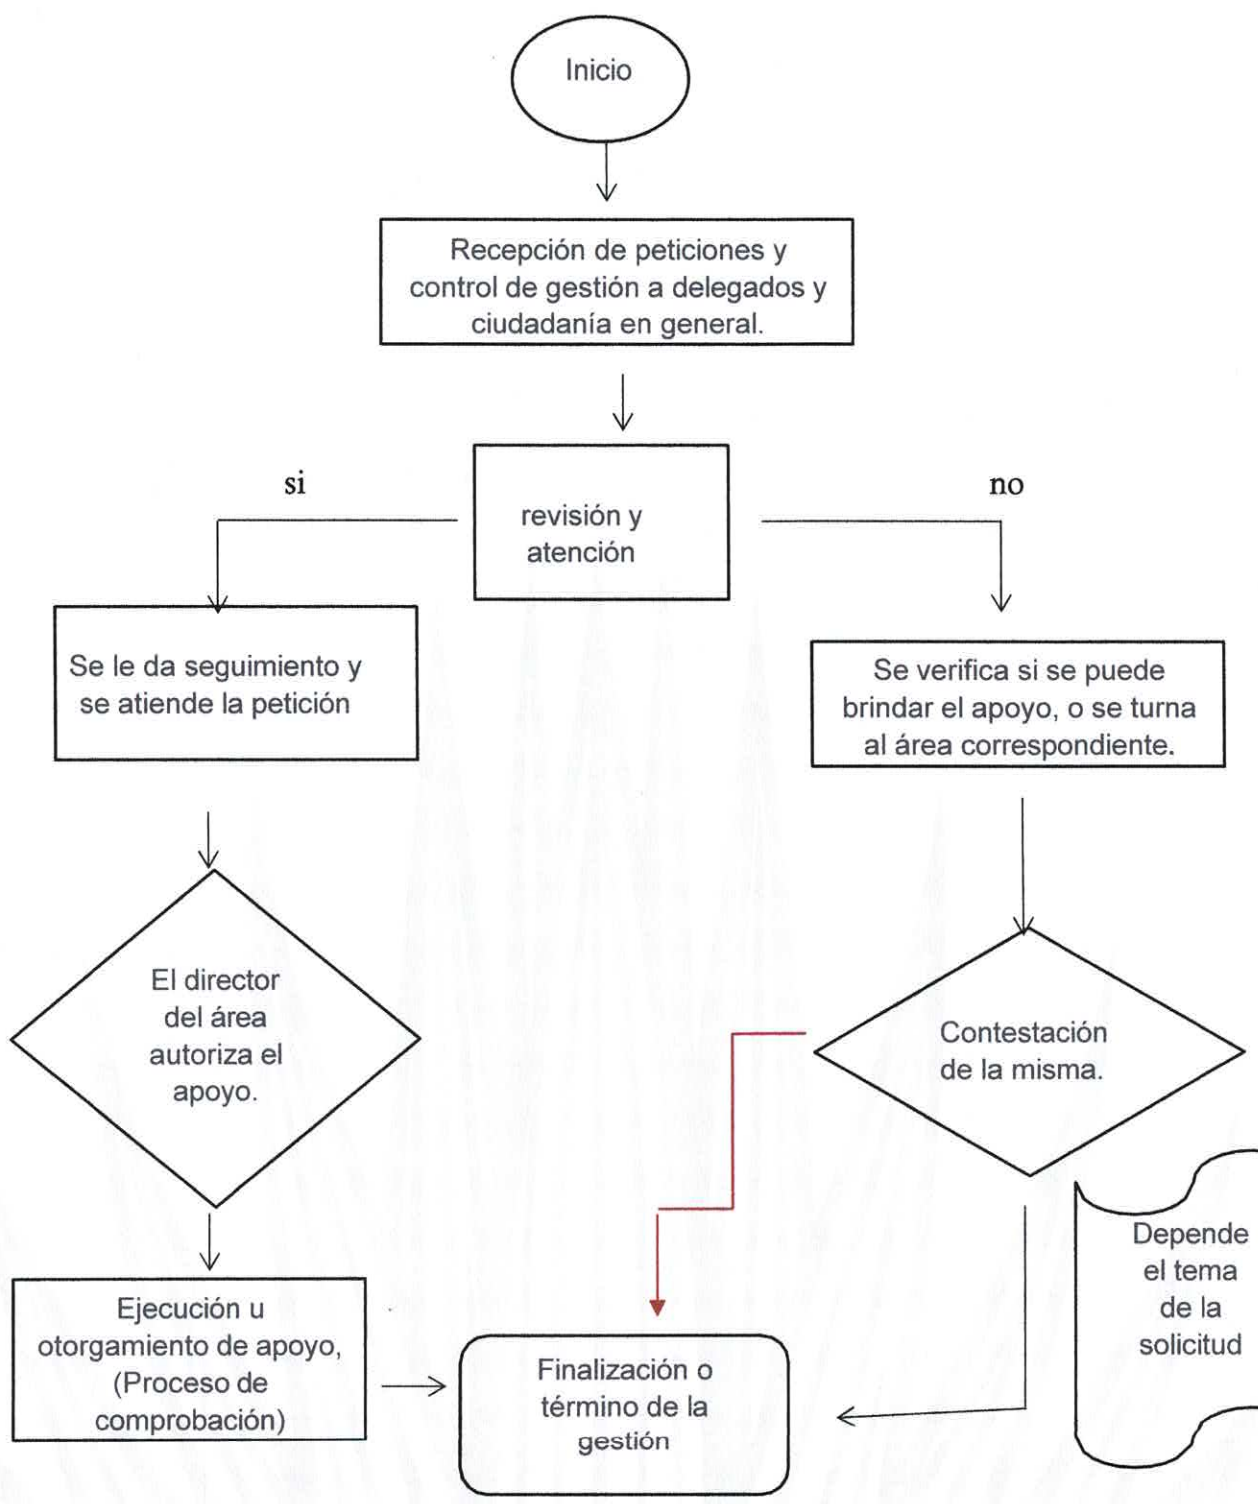 Inicio
Recepción de peticiones y
control de gestión a delegados y
ciudadanía en general.
si
no
revisión y
atención
Se le da seguimiento y
se atiende la petición
Se verifica si se puede
brindar el apoyo, o se turna
al área correspondiente.
El director
del área
autoriza el
apoyo.
Contestación
de la misma.
Depende
el tema
de la
solicitud
Ejecución u
otorgamiento de apoyo,
(Proceso de
comprobación)
Finalización o
término de la
gestión